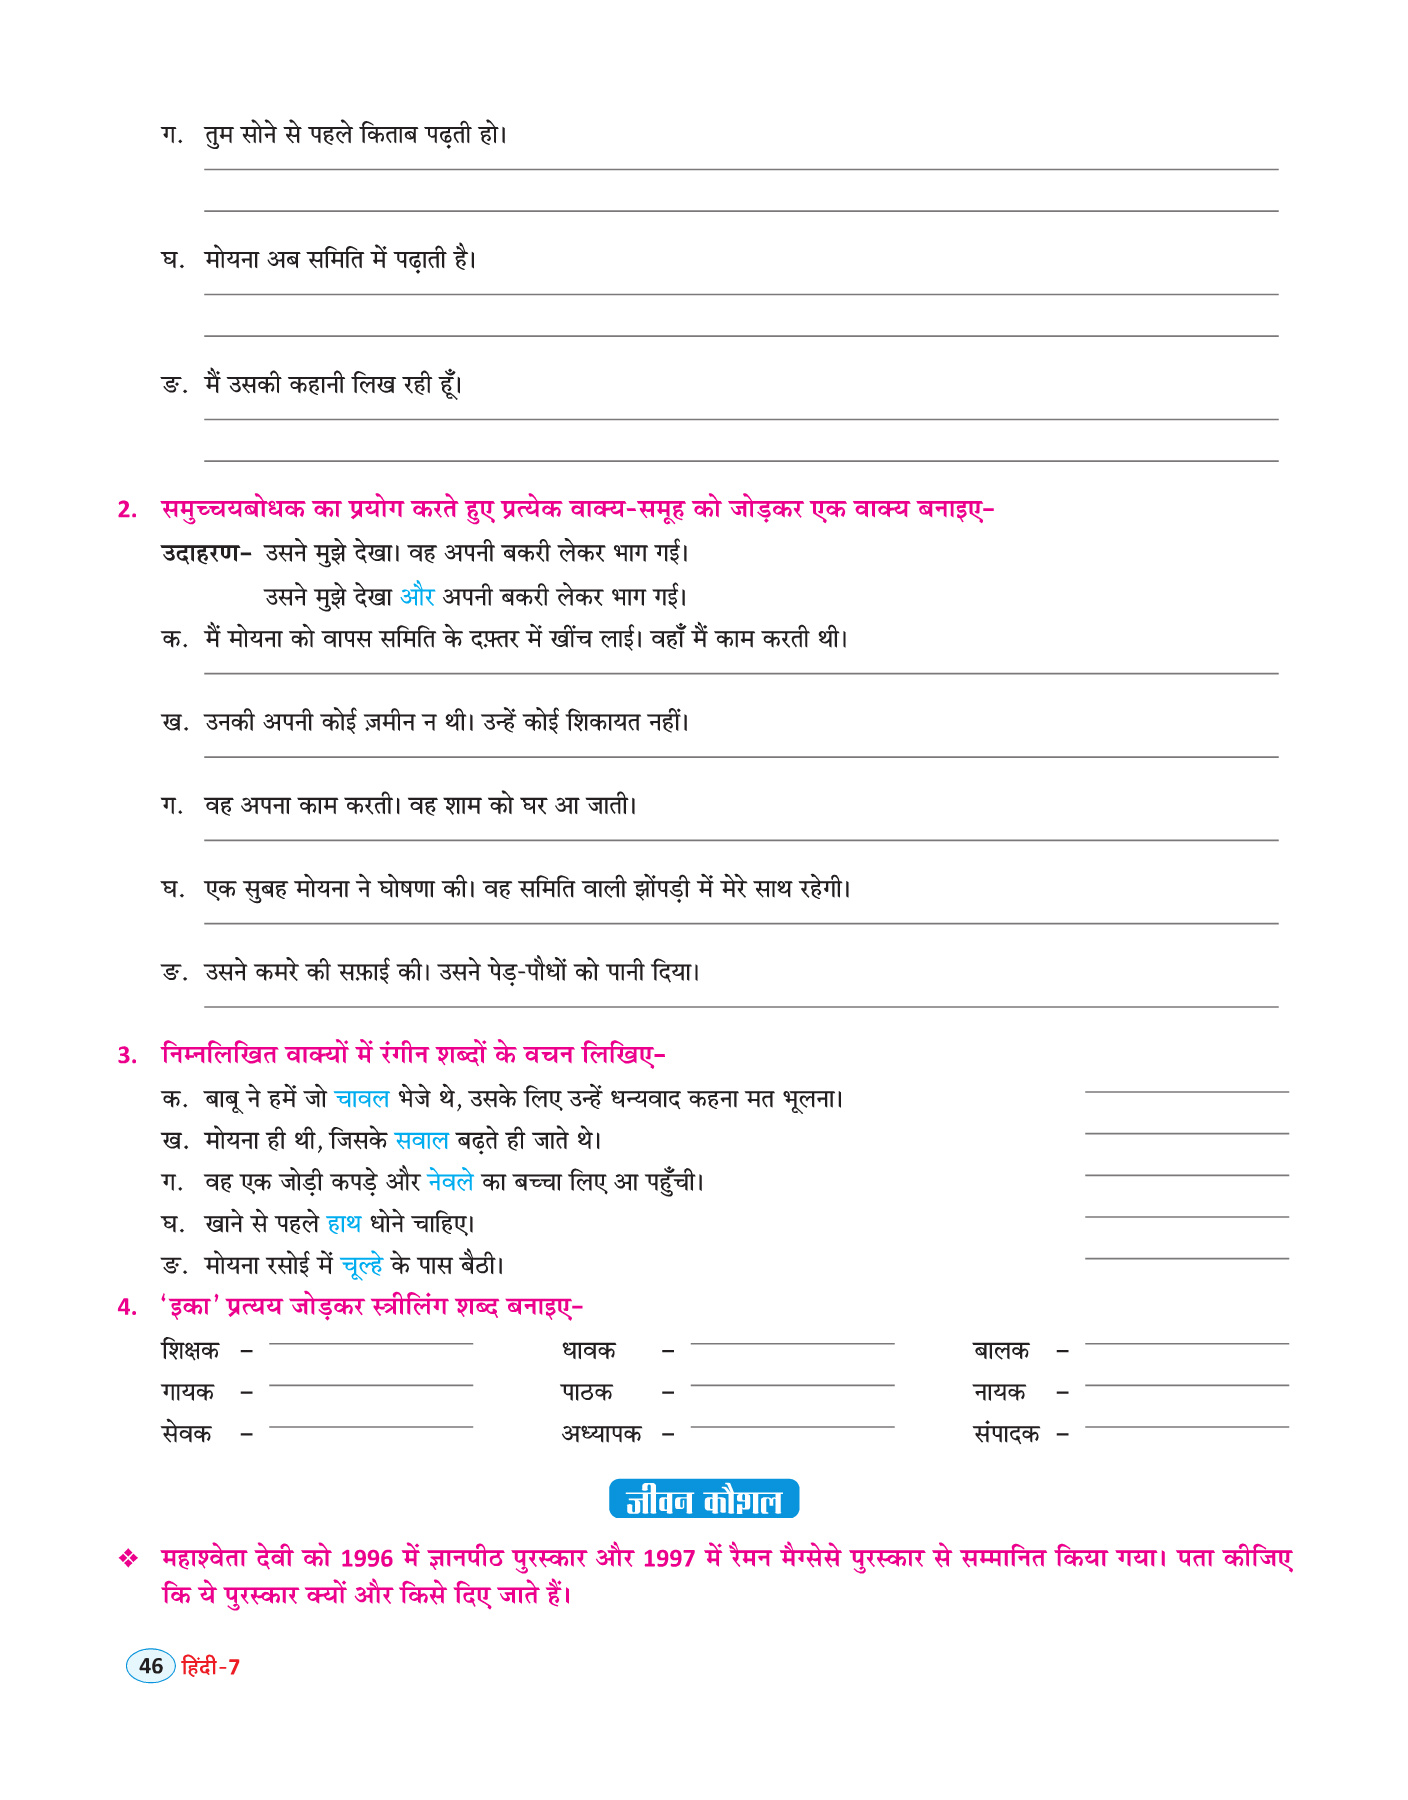 ग. तुम सोने से पहले किताब पढ़ती हो।
घ. मोयना अब समिति में पढ़ाती है।
ङ. मैं उसकी कहानी लिख रही हूँ।
2. समुच्चयबोधक का प्रयोग करते हुए प्रत्येक वाक्य-समूह को जोड़कर एक वाक्य बनाइए–
उदाहरण– उसने मुझे देखा। वह अपनी बकरी लेकर भाग गई।
उसने मुझे देखा और अपनी बकरी लेकर भाग गई।
क. मैं मोयना को वापस समिति के दफ़्तर में खींच लाई। वहाँ मैं काम करती थी।
ख. उनकी अपनी कोई ज़मीन न थी। उन्हें कोई शिकायत नहीं।
ग. वह अपना काम करती। वह शाम को घर आ जाती।
घ. एक सुबह मोयना ने घोषणा की। वह समिति वाली झोंपड़ी में मेरे साथ रहेगी।
ङ. उसने कमरे की सफ़ाई की। उसने पेड़-पौधों को पानी दिया।
3. निम्नलिखित वाक्यों में रंगीन शब्दों के वचन लिखिए–
क. बाबू ने हमें जो चावल भेजे थे, उसके लिए उन्हें धन्यवाद कहना मत भूलना।
ख. मोयना ही थी, जिसके सवाल बढ़ते ही जाते थे।
ग. वह एक जोड़ी कपड़े और नेवले का बच्चा लिए आ पहुँची।
घ. खाने से पहले हाथ धोने चाहिए।
ङ. मोयना रसोई में चूल्हे के पास बैठी।
4. ‘इका’ प्रत्यय जोड़कर स्त्रीलिंग शब्द बनाइए–
शिक्षक – धावक – बालक –
गायक – पाठक – नायक –
सेवक – अध्यापक – संपादक –
जीवन कौशल
❖ महाश्वेता देवी को 1996 में ज्ञानपीठ पुरस्कार और 1997 में रैमन मैग्सेसे पुरस्कार से सम्मानित किया गया। पता कीजिए
कि ये पुरस्कार क्यों और किसे दिए जाते हैं।
46 हिंदी-7